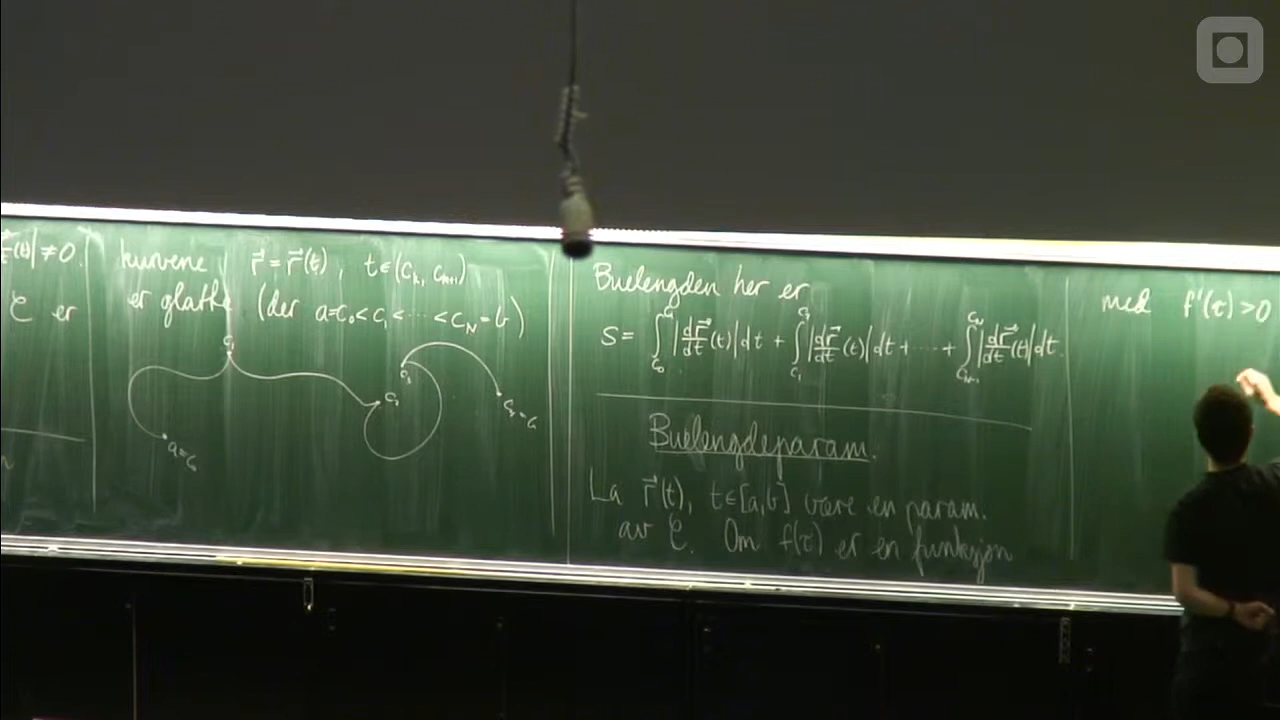 (t)| ≠ 0.
𝒞 er
kurvene r⃗ = r⃗(t), t ∈ (cₖ, cₖ₊₁)
er glatte (der a = c₀ < c₁ < ⋯ < c_N = b)
c₁
c₂
c₃
a = c₀
Buelengden her er
S = ∫_{c₀}^{c₁} |dr⃗/dt (t)| dt + ∫_{c₁}^{c₂} |dr⃗/dt (t)| dt + ⋯ + ∫_{c_{N-1}}^{c_N} |dr⃗/dt (t)| dt.
Buelengdeparam.
La r⃗(t), t ∈ [a,b] være en param.
av 𝒞. Om f(τ) er en funksjon
med f'(τ) > 0